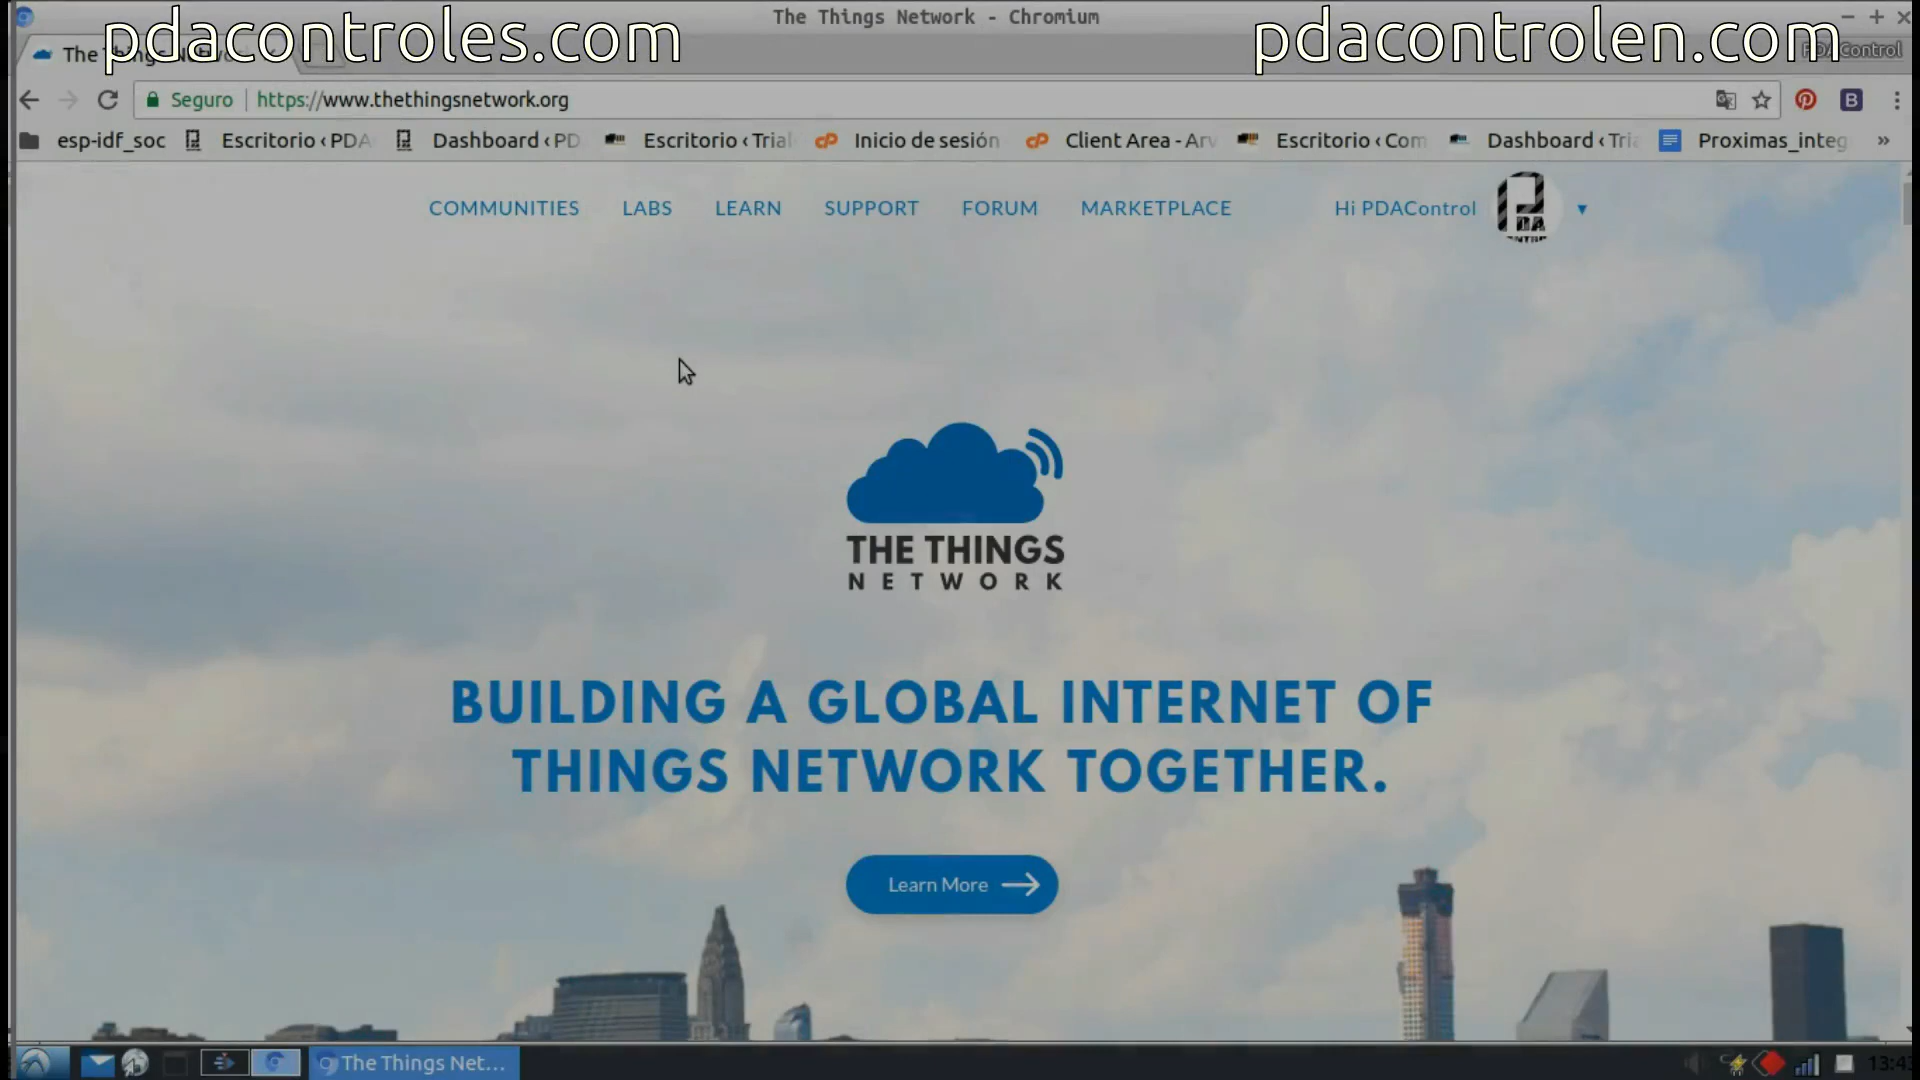 The Things Network - Chromium
pdacontroles.com
pdacontrolen.com
PDAControl
Seguro
https://www.thethingsnetwork.org
B
esp-idf_soc
Escritorio ‹ PDA
Dashboard ‹ PD
Escritorio ‹ Trial
Inicio de sesión
Client Area - Arv
Escritorio ‹ Com
Dashboard ‹ Tria
Proximas_integ
»
COMMUNITIES
LABS
LEARN
SUPPORT
FORUM
MARKETPLACE
Hi PDAControl
THE THINGS
NETWORK
BUILDING A GLOBAL INTERNET OF
THINGS NETWORK TOGETHER.
Learn More
The Things Net...